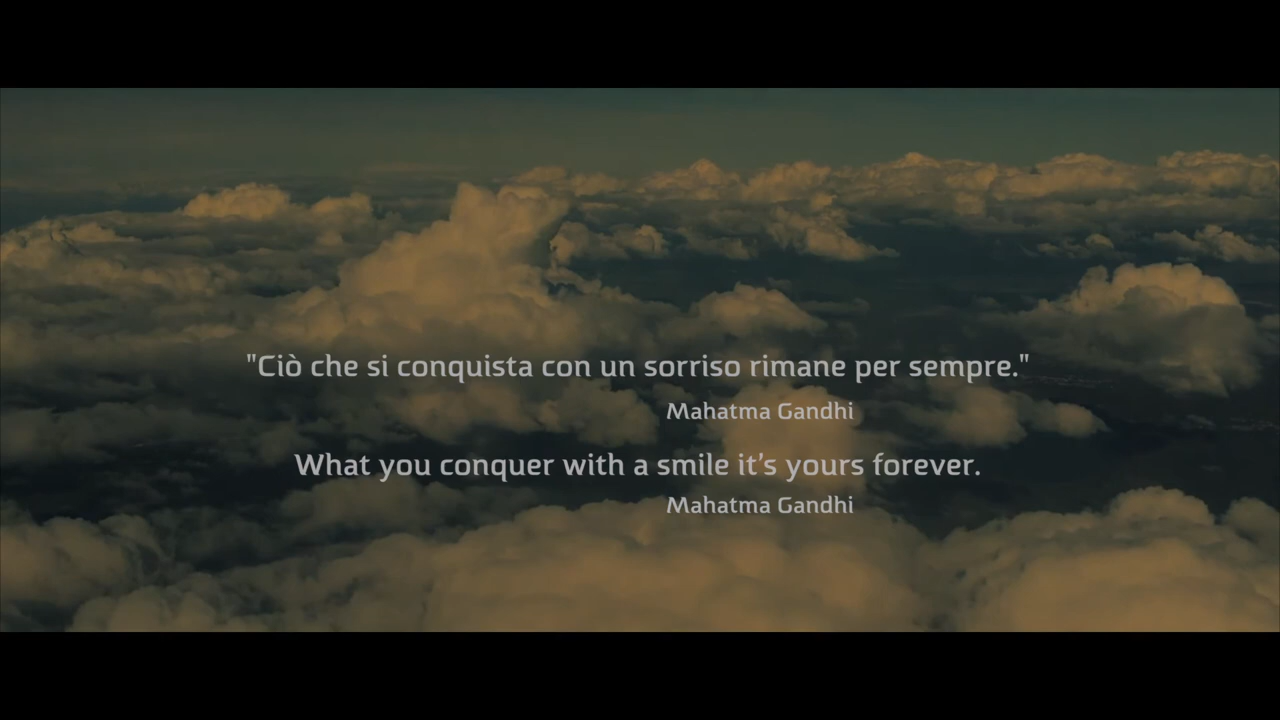 "Ciò che si conquista con un sorriso rimane per sempre."
Mahatma Gandhi
What you conquer with a smile it's yours forever.
Mahatma Gandhi